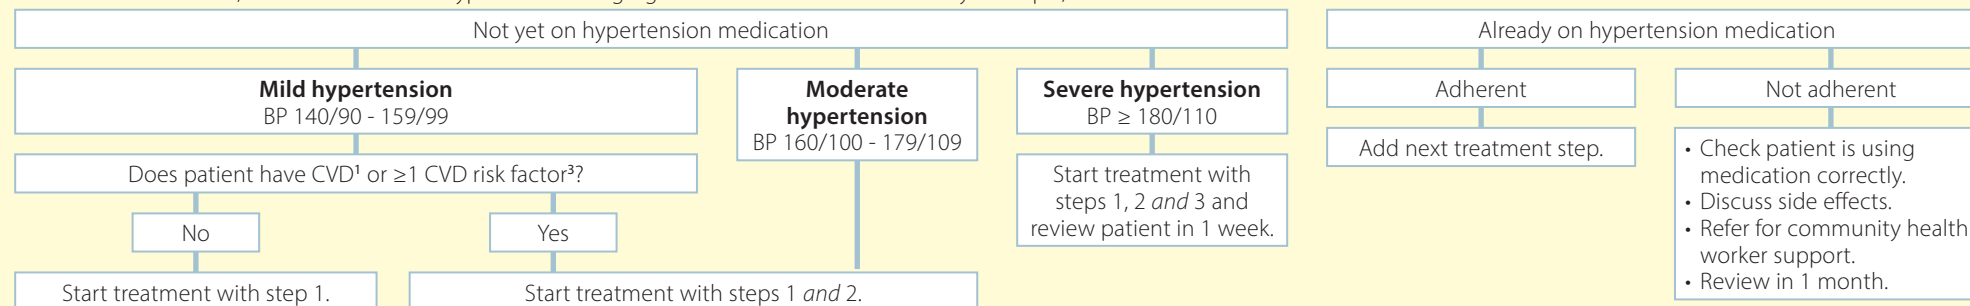 Not yet on hypertension medication
Already on hypertension medication
Mild hypertension
BP 140/90 - 159/99
Moderate
hypertension
BP 160/100 - 179/109
Severe hypertension
BP ≥ 180/110
Adherent
Not adherent
Does patient have CVD¹ or ≥1 CVD risk factor³?
No
Yes
Start treatment with step 1.
Start treatment with steps 1 and 2.
Start treatment with
steps 1, 2 and 3 and
review patient in 1 week.
Add next treatment step.
• Check patient is using
medication correctly.
• Discuss side effects.
• Refer for community health
worker support.
• Review in 1 month.